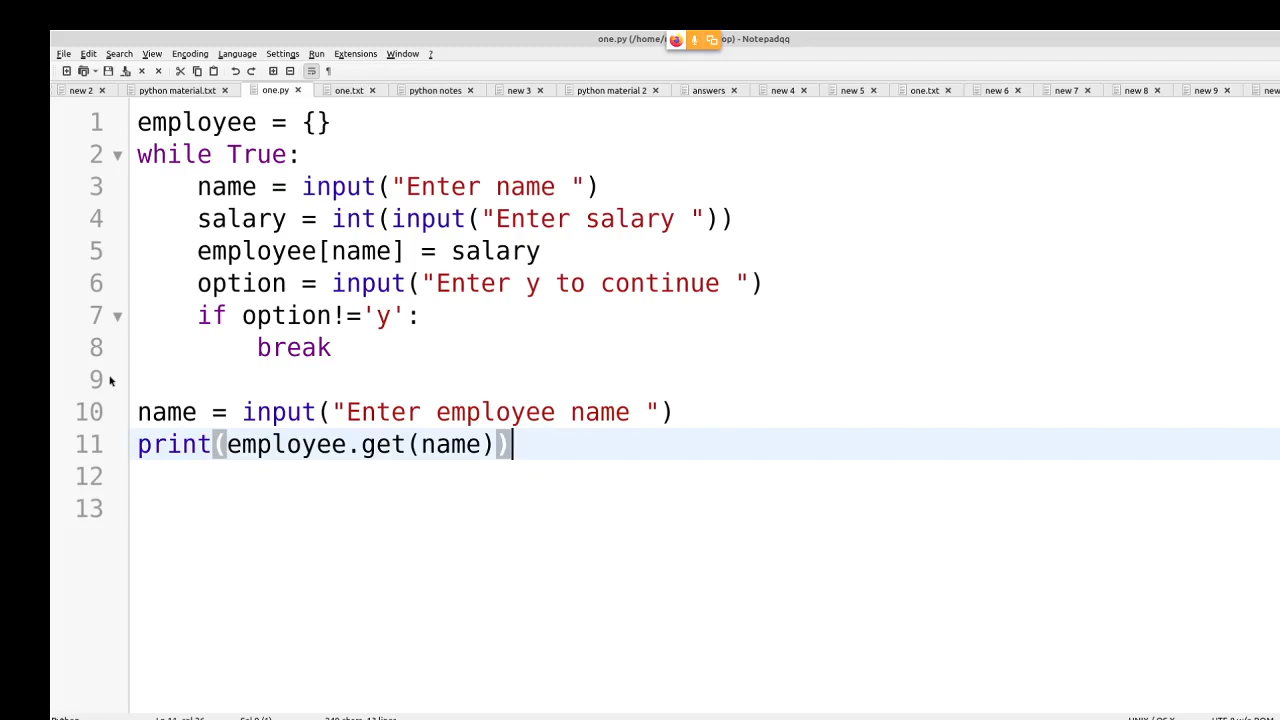 one.py (/home/ op) - Notepadqq
File Edit Search View Encoding Language Settings Run Extensions Window ?
new 2 python material.txt one.py one.txt python notes new 3 python material 2 answers new 4 new 5 one.txt new 6 new 7 new 8 new 9 new
1 employee = {}
2 while True:
3 name = input("Enter name ")
4 salary = int(input("Enter salary "))
5 employee[name] = salary
6 option = input("Enter y to continue ")
7 if option!='y':
8 break
9
10 name = input("Enter employee name ")
11 print(employee.get(name))
12
13